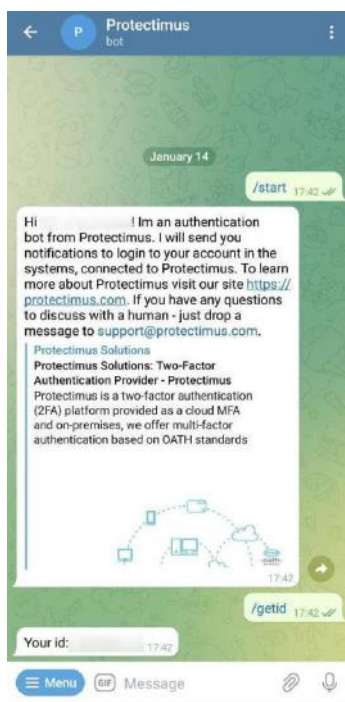 Protectimus
P
bot
January 14
/start 17:42
Hi ! Im an authentication
bot from Protectimus. I will send you
notifications to login to your account in the
systems, connected to Protectimus. To learn
more about Protectimus visit our site https://
protectimus.com. If you have any questions
to discuss with a human - just drop a
message to support@protectimus.com.
Protectimus Solutions
Protectimus Solutions: Two-Factor
Authentication Provider - Protectimus
Protectimus is a two-factor authentication
(2FA) platform provided as a cloud MFA
and on-premises, we offer multi-factor
authentication based on OATH standards
17:42
/getid 17:42
Your id: 17:42
Menu GIF Message